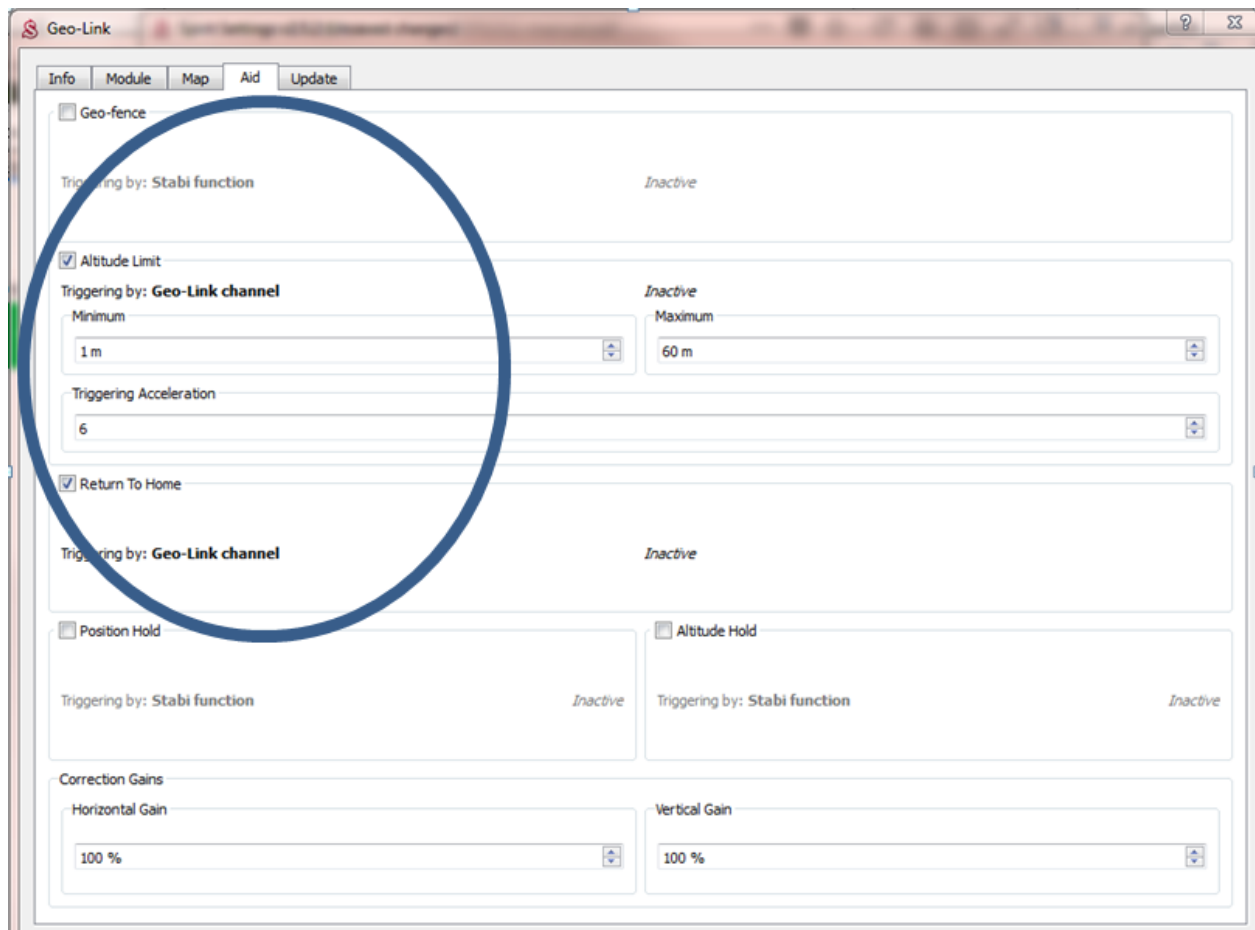 Geo-Link
Info Module Map Aid Update
Geo-fence
Triggering by: Stabi function Inactive
Altitude Limit
Triggering by: Geo-Link channel Inactive
Minimum Maximum
1 m 60 m
Triggering Acceleration
6
Return To Home
Triggering by: Geo-Link channel Inactive
Position Hold Altitude Hold
Triggering by: Stabi function Inactive Triggering by: Stabi function Inactive
Correction Gains
Horizontal Gain Vertical Gain
100 % 100 %